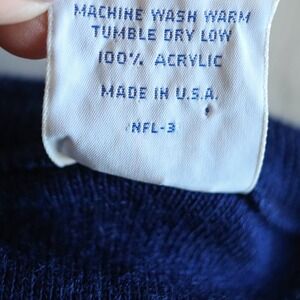 MACHINE WASH WARM
TUMBLE DRY LOW
100% ACRYLIC
MADE IN U.S.A.
NFL-3